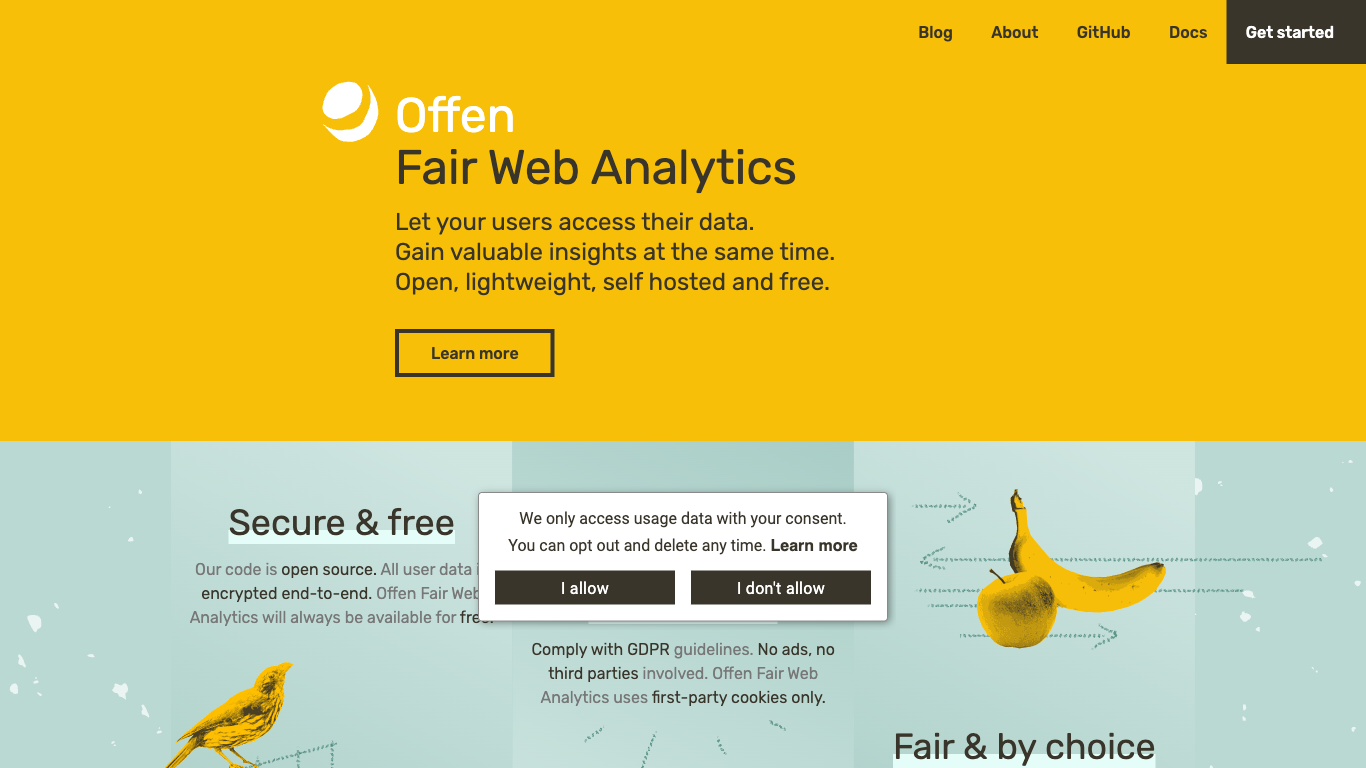 Blog About GitHub Docs Get started
Offen
Fair Web Analytics
Let your users access their data.
Gain valuable insights at the same time.
Open, lightweight, self hosted and free.
Learn more
Secure & free
Our code is open source. All user data
encrypted end-to-end. Offen Fair Web
Analytics will always be available for free.
We only access usage data with your consent.
You can opt out and delete any time. Learn more
I allow I don't allow
Comply with GDPR guidelines. No ads, no
third parties involved. Offen Fair Web
Analytics uses first-party cookies only.
Fair & by choice